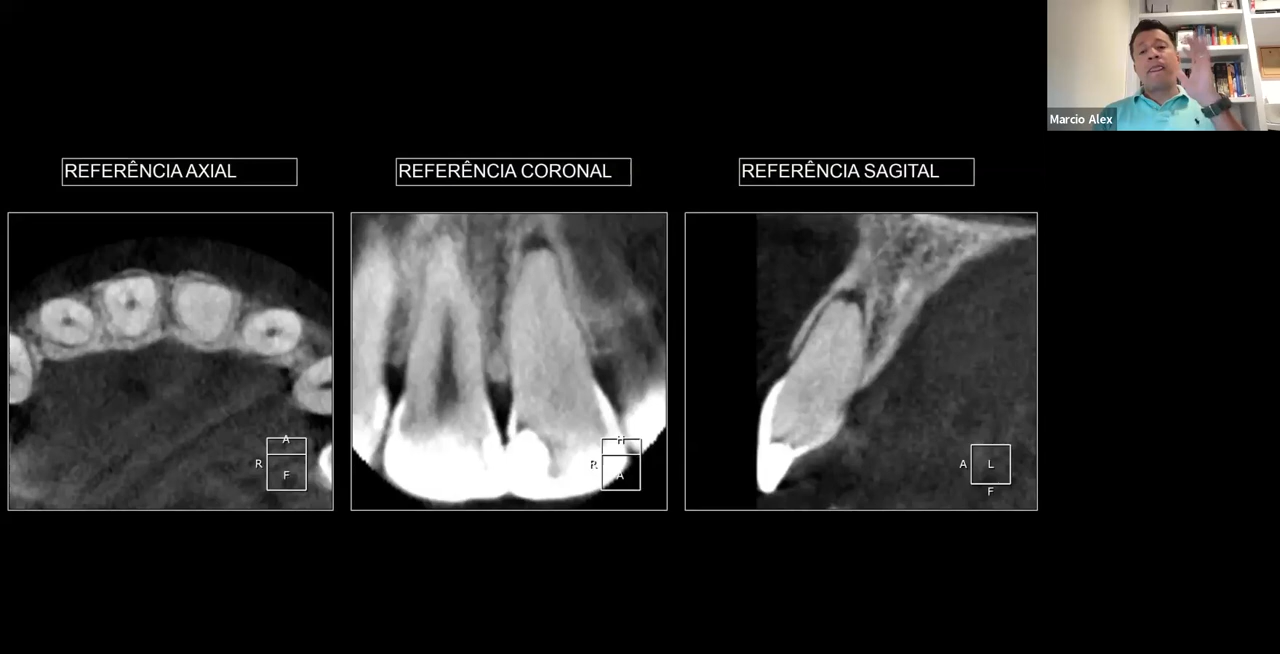 Marcio Alex
REFERÊNCIA AXIAL
REFERÊNCIA CORONAL
REFERÊNCIA SAGITAL
A
R
F
H
R
A
A
L
F